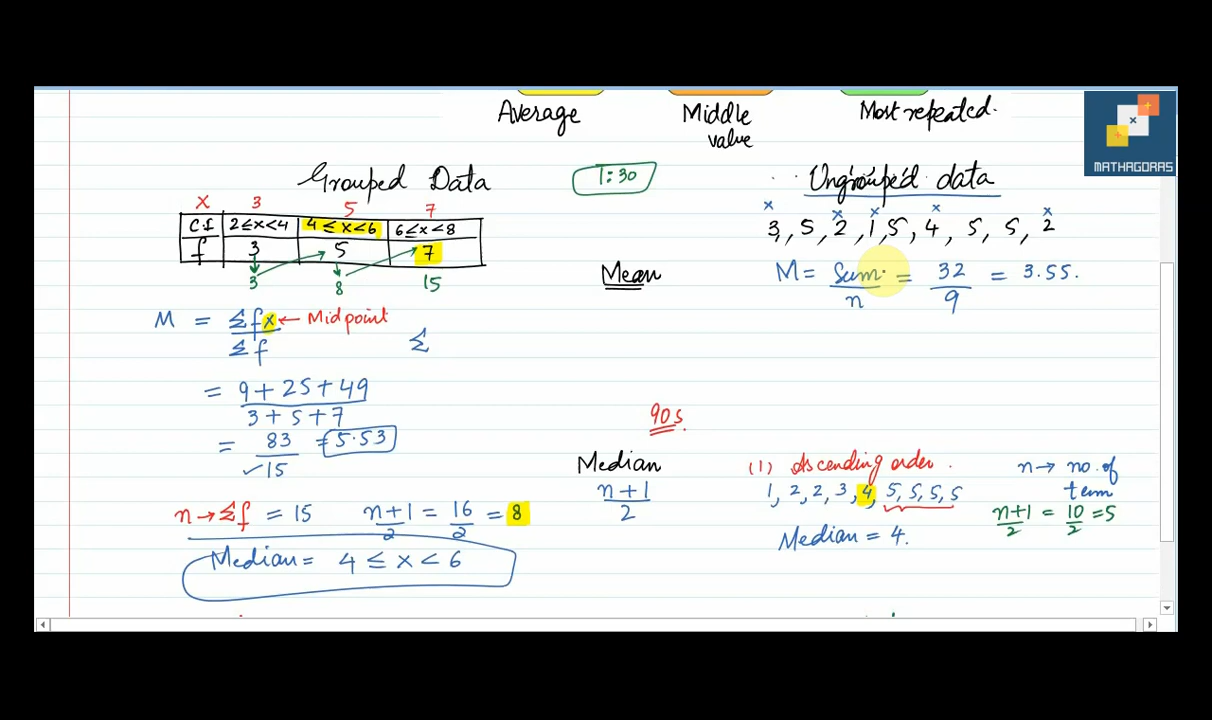 Average
Middle value
Most repeated.
MATHAGORAS
Grouped Data
1:30
Ungrouped data
X 3 5 7
C.I 2≤x<4 4≤x<6 6≤x<8
f 3 5 7
3 8 15
3, 5, 2, 1, 5, 4, 5, 5, 2
Mean
M = Sum/n = 32/9 = 3.55.
M = Σfx/Σf ← Midpoint
Σ
= 9+25+49/3+5+7
= 83/15 = 5.53
90s.
Median
n+1/2
(1) Ascending order.
1, 2, 2, 3, 4, 5, 5, 5, 5
n → no. of term
n+1/2 = 10/2 = 5
Median = 4.
n → Σf = 15 n+1/2 = 16/2 = 8
Median = 4 ≤ x < 6